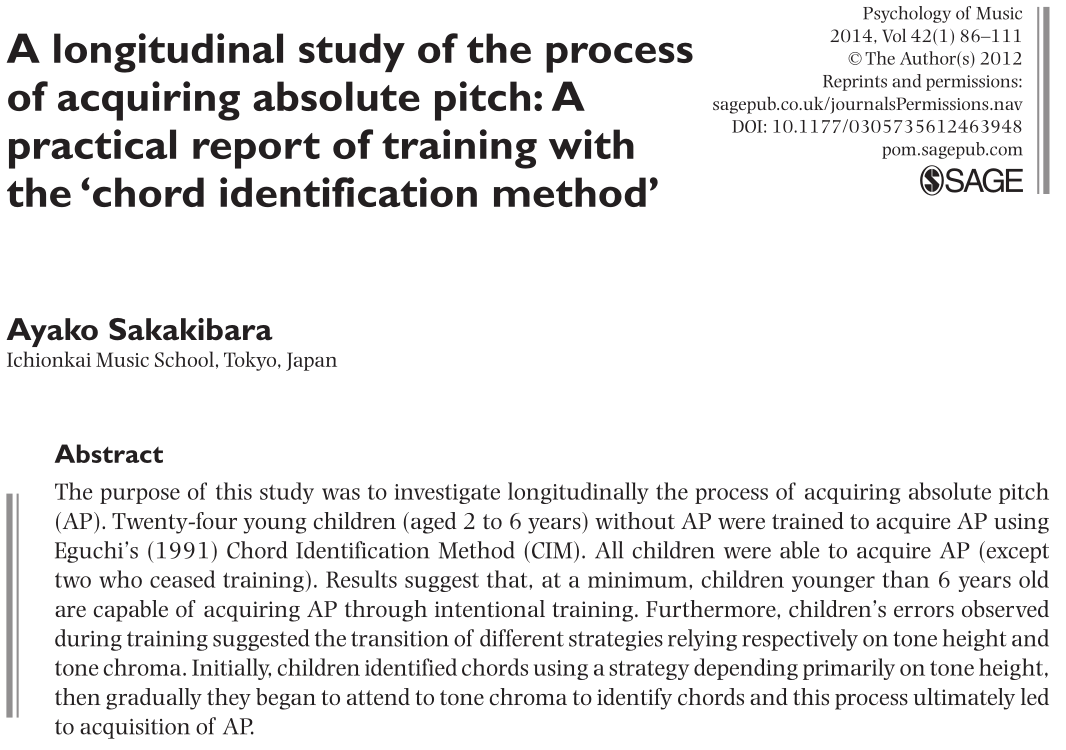 A longitudinal study of the process
of acquiring absolute pitch: A
practical report of training with
the ‘chord identification method’
Psychology of Music
2014, Vol 42(1) 86–111
© The Author(s) 2012
Reprints and permissions:
sagepub.co.uk/journalsPermissions.nav
DOI: 10.1177/0305735612463948
pom.sagepub.com
SAGE
Ayako Sakakibara
Ichionkai Music School, Tokyo, Japan
Abstract
The purpose of this study was to investigate longitudinally the process of acquiring absolute pitch
(AP). Twenty-four young children (aged 2 to 6 years) without AP were trained to acquire AP using
Eguchi’s (1991) Chord Identification Method (CIM). All children were able to acquire AP (except
two who ceased training). Results suggest that, at a minimum, children younger than 6 years old
are capable of acquiring AP through intentional training. Furthermore, children’s errors observed
during training suggested the transition of different strategies relying respectively on tone height and
tone chroma. Initially, children identified chords using a strategy depending primarily on tone height,
then gradually they began to attend to tone chroma to identify chords and this process ultimately led
to acquisition of AP.